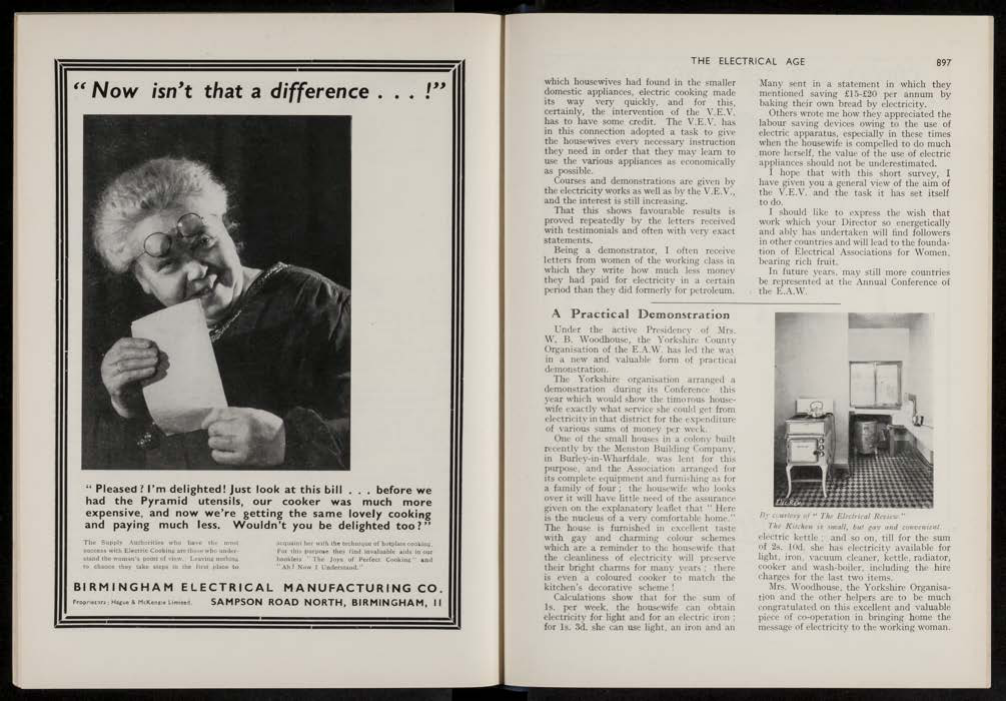 “ Now isn't that a difference . . . !”
“ Pleased ? I'm delighted! Just look at this bill . . . before we
had the Pyramid utensils, our cooker was much more
expensive, and now we're getting the same lovely cooking
and paying much less. Wouldn't you be delighted too ? ”
The Supply Authorities who have the most
success with Electric Cooking are those who under-
stand the woman's point of view. Leaving nothing
to chance they take steps in the first place to
acquaint her with the technique of hotplate cooking.
For this purpose they find invaluable aids in our
booklets “ The Joys of Perfect Cooking ” and
“ Ah ! Now I Understand.”
BIRMINGHAM ELECTRICAL MANUFACTURING CO.
Proprietors : Hague & McKenzie Limited. SAMPSON ROAD NORTH, BIRMINGHAM, 11
THE ELECTRICAL AGE 897
which housewives had found in the smaller
domestic appliances, electric cooking made
its way very quickly, and for this,
certainly, the intervention of the V.E.V.
has to have some credit. The V.E.V. has
in this connection adopted a task to give
the housewives every necessary instruction
they need in order that they may learn to
use the various appliances as economically
as possible.
Courses and demonstrations are given by
the electricity works as well as by the V.E.V.,
and the interest is still increasing.
That this shows favourable results is
proved repeatedly by the letters received
with testimonials and often with very exact
statements.
Being a demonstrator, I often receive
letters from women of the working class in
which they write how much less money
they had paid for electricity in a certain
period than they did formerly for petroleum.
Many sent in a statement in which they
mentioned saving £15-£20 per annum by
baking their own bread by electricity.
Others wrote me how they appreciated the
labour saving devices owing to the use of
electric apparatus, especially in these times
when the housewife is compelled to do much
more herself, the value of the use of electric
appliances should not be underestimated.
I hope that with this short survey, I
have given you a general view of the aim of
the V.E.V. and the task it has set itself
to do.
I should like to express the wish that
work which your Director so energetically
and ably has undertaken will find followers
in other countries and will lead to the founda-
tion of Electrical Associations for Women,
bearing rich fruit.
In future years, may still more countries
be represented at the Annual Conference of
the E.A.W.
A Practical Demonstration
Under the active Presidency of Mrs.
W. B. Woodhouse, the Yorkshire County
Organisation of the E.A.W. has led the way
in a new and valuable form of practical
demonstration.
The Yorkshire organisation arranged a
demonstration during its Conference this
year which would show the timorous house-
wife exactly what service she could get from
electricity in that district for the expenditure
of various sums of money per week.
One of the small houses in a colony built
recently by the Menston Building Company,
in Burley-in-Wharfdale, was lent for this
purpose, and the Association arranged for
its complete equipment and furnishing as for
a family of four ; the housewife who looks
over it will have little need of the assurance
given on the explanatory leaflet that “ Here
is the nucleus of a very comfortable home.”
The house is furnished in excellent taste
with gay and charming colour schemes
which are a reminder to the housewife that
the cleanliness of electricity will preserve
their bright charms for many years ; there
is even a coloured cooker to match the
kitchen's decorative scheme !
Calculations show that for the sum of
1s. per week, the housewife can obtain
electricity for light and for an electric iron ;
for 1s. 3d. she can use light, an iron and an
By courtesy of “ The Electrical Review.”
The Kitchen is small, but gay and convenient.
electric kettle ; and so on, till for the sum
of 2s. 10d. she has electricity available for
light, iron, vacuum cleaner, kettle, radiator,
cooker and wash-boiler, including the hire
charges for the last two items.
Mrs. Woodhouse, the Yorkshire Organisa-
tion and the other helpers are to be much
congratulated on this excellent and valuable
piece of co-operation in bringing home the
message of electricity to the working woman.